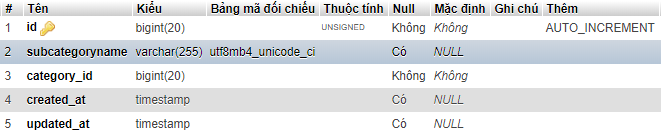 # Tên Kiểu Bảng mã đối chiếu Thuộc tính Null Mặc định Ghi chú Thêm
1 id bigint(20) UNSIGNED Không Không AUTO_INCREMENT
2 subcategoryname varchar(255) utf8mb4_unicode_ci Có NULL
3 category_id bigint(20) Không Không
4 created_at timestamp Có NULL
5 updated_at timestamp Có NULL